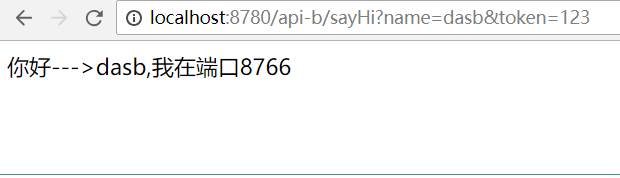 localhost:8780/api-b/sayHi?name=dasb&token=123
你好--->dasb,我在端口8766